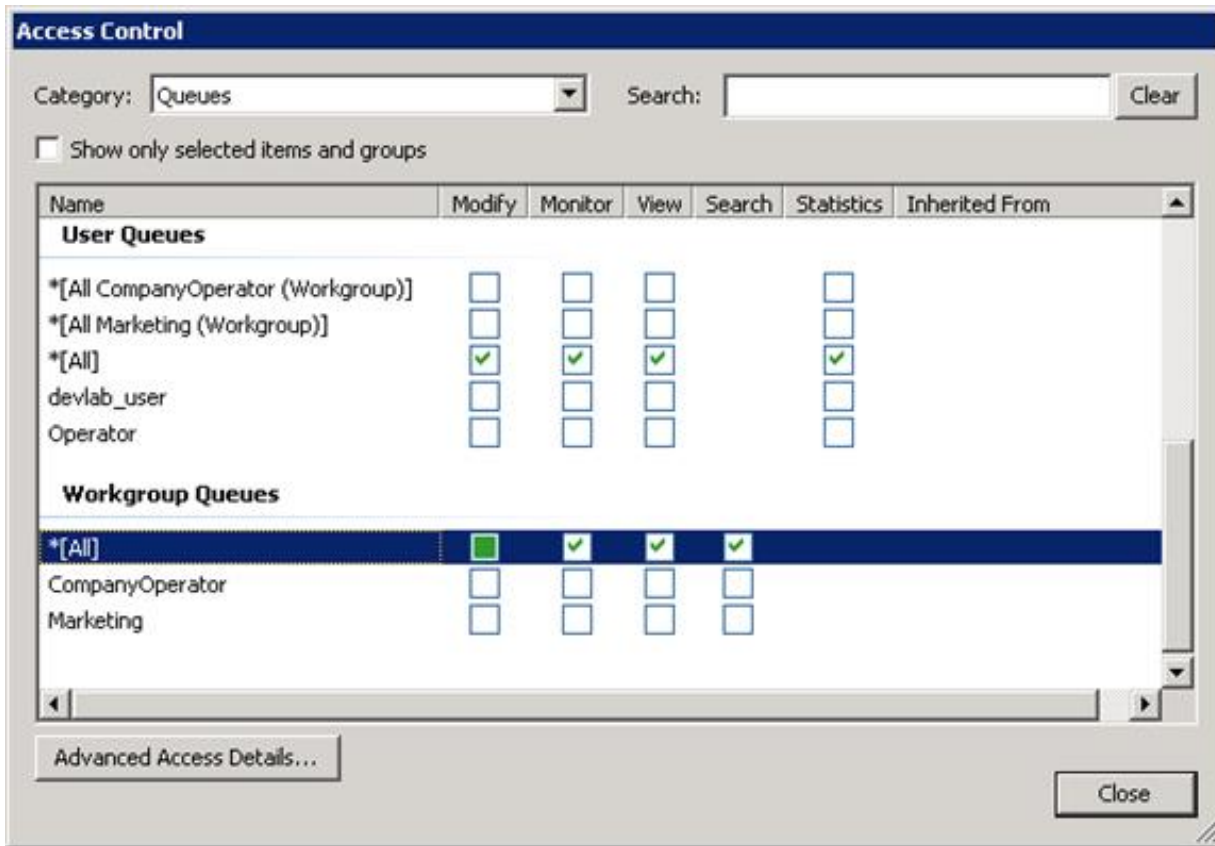 Access Control
Category: Queues Search: Clear
Show only selected items and groups
Name Modify Monitor View Search Statistics Inherited From
User Queues
*[All CompanyOperator (Workgroup)]
*[All Marketing (Workgroup)]
*[All]
devlab_user
Operator
Workgroup Queues
*[All]
CompanyOperator
Marketing
Advanced Access Details...
Close